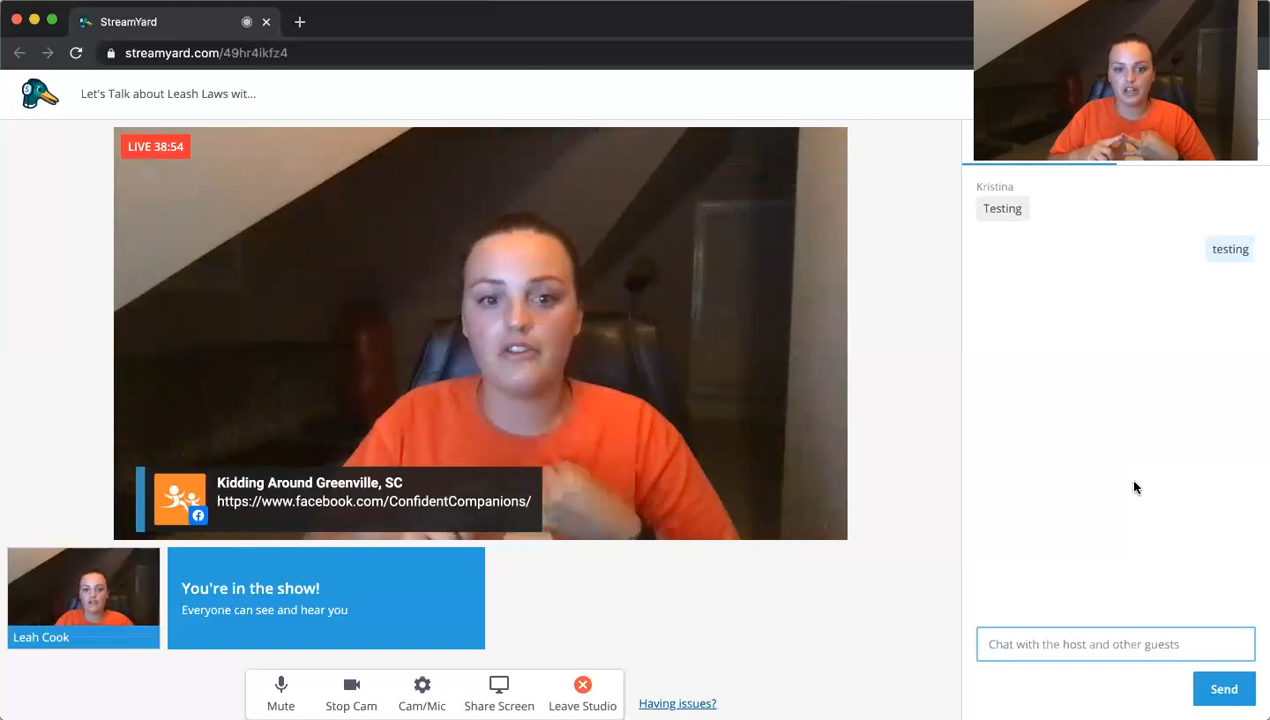 StreamYard
streamyard.com/49hr4ikfz4
Let's Talk about Leash Laws wit...
LIVE 38:54
Kristina
Testing
testing
Kidding Around Greenville, SC
https://www.facebook.com/ConfidentCompanions/
You're in the show!
Everyone can see and hear you
Leah Cook
Chat with the host and other guests
Send
Mute
Stop Cam
Cam/Mic
Share Screen
Leave Studio
Having issues?